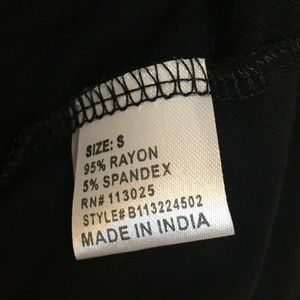 SIZE: S
95% RAYON
5% SPANDEX
RN# 113025
STYLE# B113224502
MADE IN INDIA